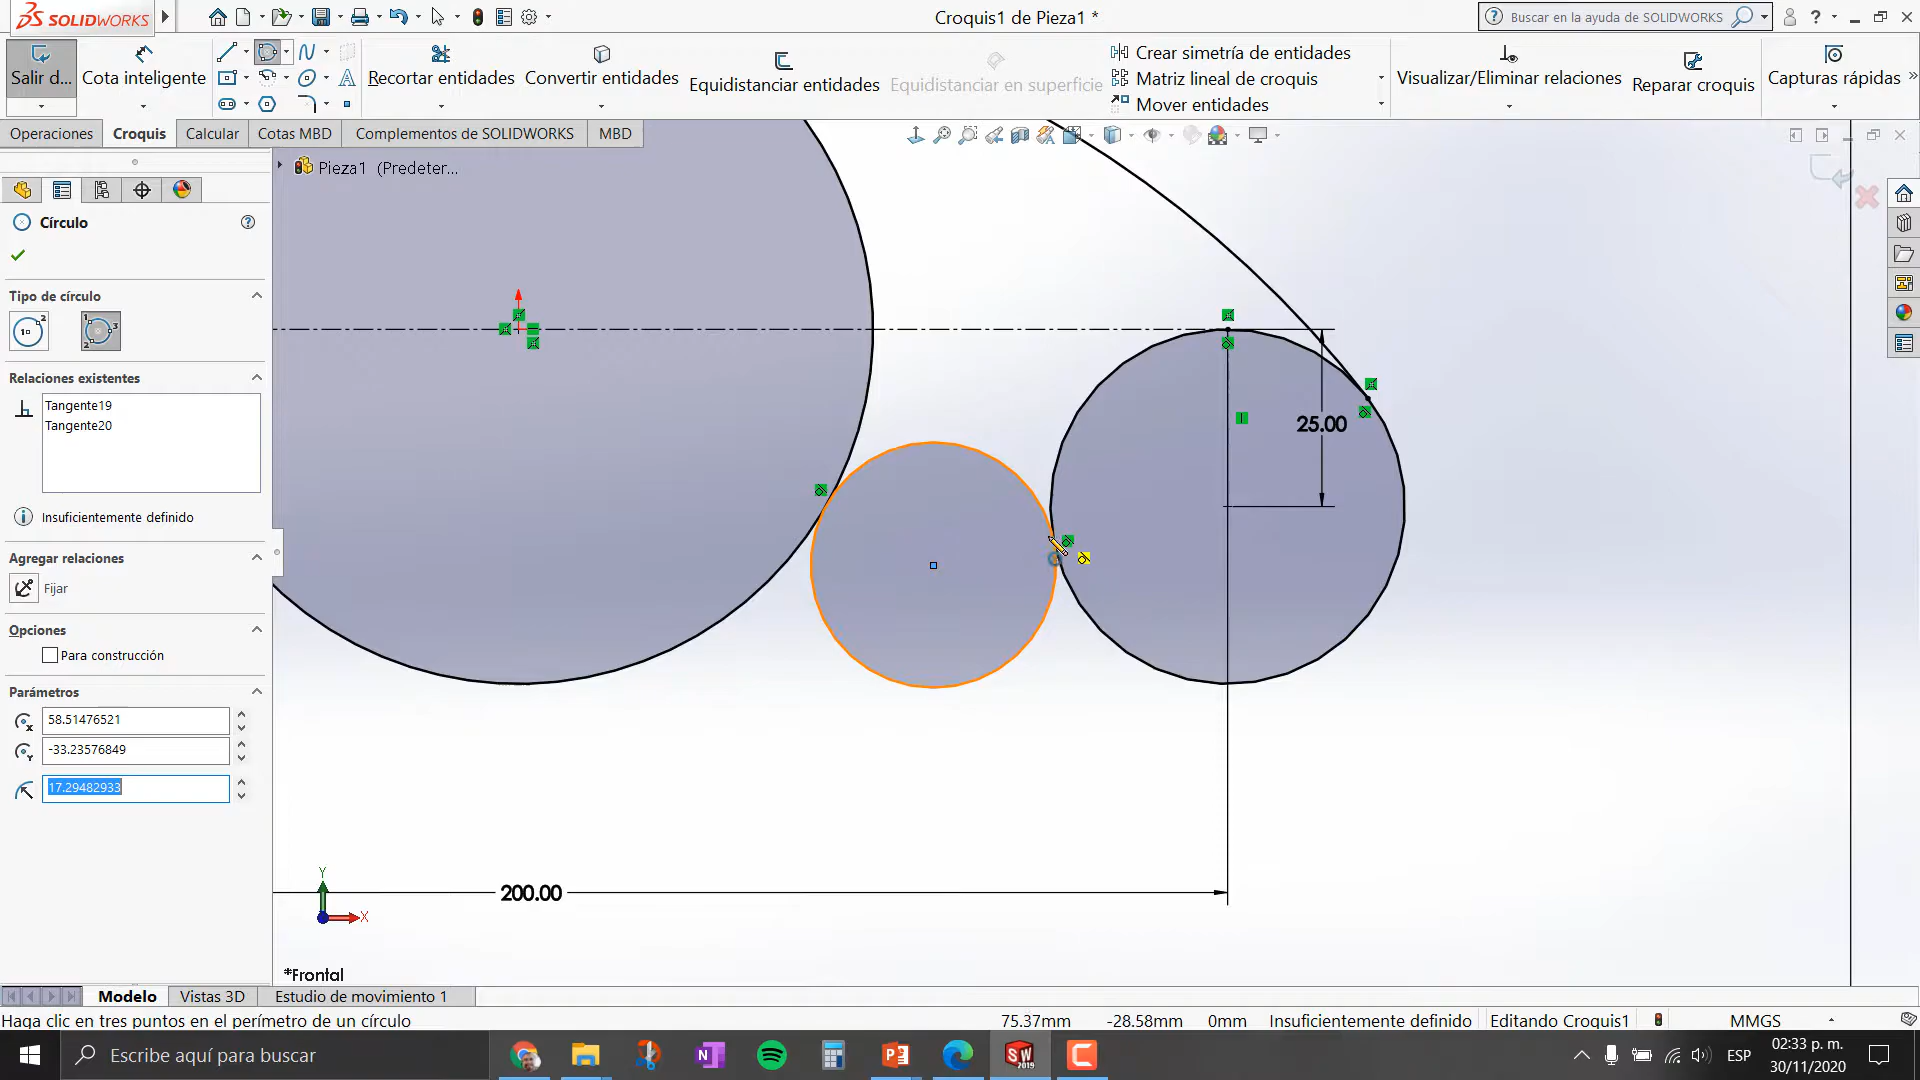 SOLIDWORKS
Croquis1 de Pieza1 *
Buscar en la ayuda de SOLIDWORKS
Salir d...
Cota inteligente
Recortar entidades
Convertir entidades
Equidistanciar entidades
Equidistanciar en superficie
Crear simetría de entidades
Matriz lineal de croquis
Mover entidades
Visualizar/Eliminar relaciones
Reparar croquis
Capturas rápidas
Operaciones
Croquis
Calcular
Cotas MBD
Complementos de SOLIDWORKS
MBD
Pieza1 (Predeter...
Círculo
Tipo de círculo
Relaciones existentes
Tangente19
Tangente20
Insuficientemente definido
Agregar relaciones
Fijar
Opciones
Para construcción
Parámetros
58.51476521
-33.23576849
17.29482933
25.00
200.00
Y
X
*Frontal
Modelo
Vistas 3D
Estudio de movimiento 1
Haga clic en tres puntos en el perímetro de un círculo
75.37mm
-28.58mm
0mm
Insuficientemente definido
Editando Croquis1
MMGS
Escribe aquí para buscar
ESP
02:33 p. m.
30/11/2020